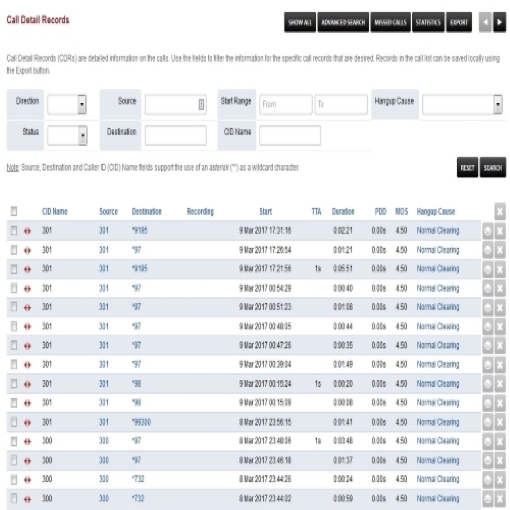 Call Detail Records
SHOW ALL ADVANCED SEARCH MISSED CALLS STATISTICS EXPORT
Call Detail Records (CDRs) are detailed information on the calls. Use the fields to filter the information for the specific call records that are desired. Records in the call list can be saved locally using
the Export button.
Direction Source Start Range From To Hangup Cause
Status Destination CID Name
Note: Source, Destination and Caller ID (CID) Name fields support the use of an asterisk (*) as a wildcard character.
RESET SEARCH
CID Name Source Destination Recording Start TTA Duration PDD MOS Hangup Cause
301 301 *9195 9 Mar 2017 17:31:16 0:02:21 0.00s 4.50 Normal Clearing
301 301 *97 9 Mar 2017 17:26:54 0:01:21 0.00s 4.50 Normal Clearing
301 301 *9195 9 Mar 2017 17:21:56 1s 0:05:51 0.00s 4.50 Normal Clearing
301 301 *97 9 Mar 2017 00:54:29 0:00:40 0.00s 4.50 Normal Clearing
301 301 *97 9 Mar 2017 00:51:23 0:01:08 0.00s 4.50 Normal Clearing
301 301 *97 9 Mar 2017 00:48:05 0:00:44 0.00s 4.50 Normal Clearing
301 301 *97 9 Mar 2017 00:47:26 0:00:35 0.00s 4.50 Normal Clearing
301 301 *97 9 Mar 2017 00:39:04 0:01:49 0.00s 4.50 Normal Clearing
301 301 *98 9 Mar 2017 00:15:24 1s 0:00:20 0.00s 4.50 Normal Clearing
301 301 *98 9 Mar 2017 00:15:09 0:00:08 0.00s 4.50 Normal Clearing
301 301 *99300 8 Mar 2017 23:56:15 0:01:41 0.00s 4.50 Normal Clearing
300 300 *97 8 Mar 2017 23:48:06 1s 0:03:48 0.00s 4.50 Normal Clearing
300 300 *97 8 Mar 2017 23:46:18 0:01:37 0.00s 4.50 Normal Clearing
300 300 *732 8 Mar 2017 23:44:26 0:00:24 0.00s 4.50 Normal Clearing
300 300 *732 8 Mar 2017 23:44:02 0:00:59 0.00s 4.50 Normal Clearing